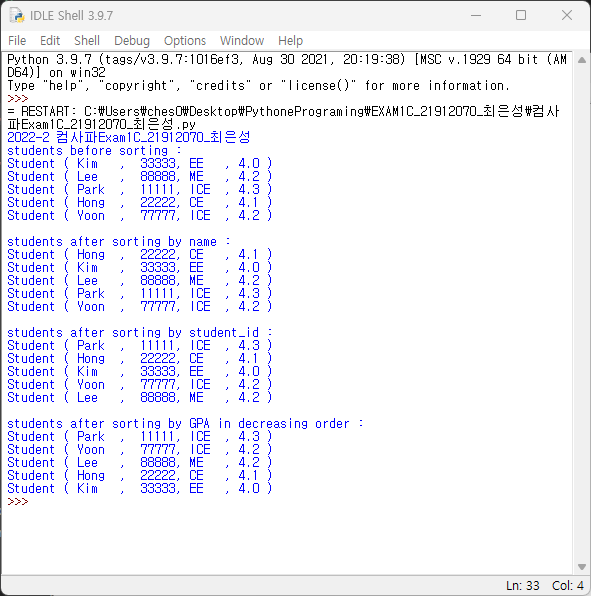 IDLE Shell 3.9.7
File Edit Shell Debug Options Window Help
Python 3.9.7 (tags/v3.9.7:1016ef3, Aug 30 2021, 20:19:38) [MSC v.1929 64 bit (AM
D64)] on win32
Type "help", "copyright", "credits" or "license()" for more information.
>>>
= RESTART: C:₩Users₩ches0₩Desktop₩PythonePrograming₩EXAM1C_21912070_최은성₩컴사
파Exam1C_21912070_최은성.py
2022-2 컴사파Exam1C_21912070_최은성
students before sorting :
Student ( Kim   ,  33333, EE   , 4.0 )
Student ( Lee   ,  88888, ME   , 4.2 )
Student ( Park  ,  11111, ICE  , 4.3 )
Student ( Hong  ,  22222, CE   , 4.1 )
Student ( Yoon  ,  77777, ICE  , 4.2 )
students after sorting by name :
Student ( Hong  ,  22222, CE   , 4.1 )
Student ( Kim   ,  33333, EE   , 4.0 )
Student ( Lee   ,  88888, ME   , 4.2 )
Student ( Park  ,  11111, ICE  , 4.3 )
Student ( Yoon  ,  77777, ICE  , 4.2 )
students after sorting by student_id :
Student ( Park  ,  11111, ICE  , 4.3 )
Student ( Hong  ,  22222, CE   , 4.1 )
Student ( Kim   ,  33333, EE   , 4.0 )
Student ( Yoon  ,  77777, ICE  , 4.2 )
Student ( Lee   ,  88888, ME   , 4.2 )
students after sorting by GPA in decreasing order :
Student ( Park  ,  11111, ICE  , 4.3 )
Student ( Yoon  ,  77777, ICE  , 4.2 )
Student ( Lee   ,  88888, ME   , 4.2 )
Student ( Hong  ,  22222, CE   , 4.1 )
Student ( Kim   ,  33333, EE   , 4.0 )
>>>
Ln: 33 Col: 4